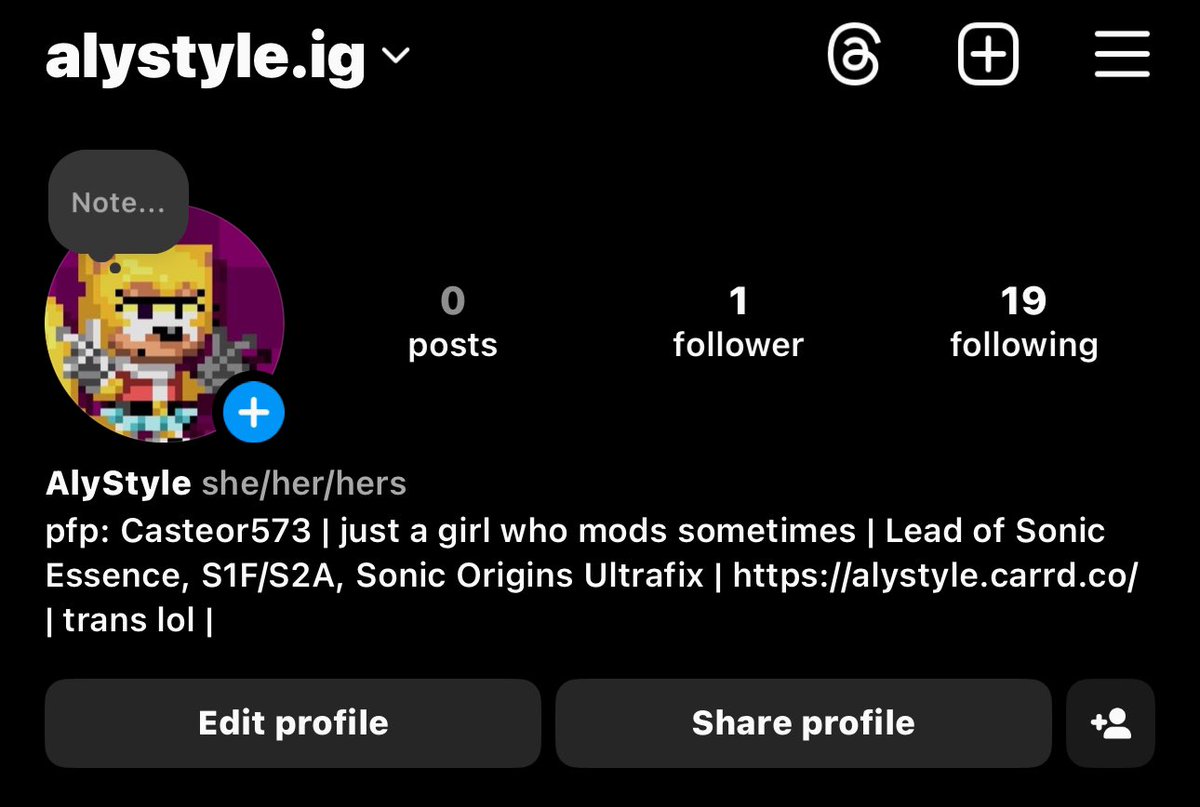 alystyle.ig
Note...
0 1 19
posts follower following
AlyStyle she/her/hers
pfp: Casteor573 | just a girl who mods sometimes | Lead of Sonic
Essence, S1F/S2A, Sonic Origins Ultrafix | https://alystyle.carrd.co/
| trans lol |
Edit profile Share profile